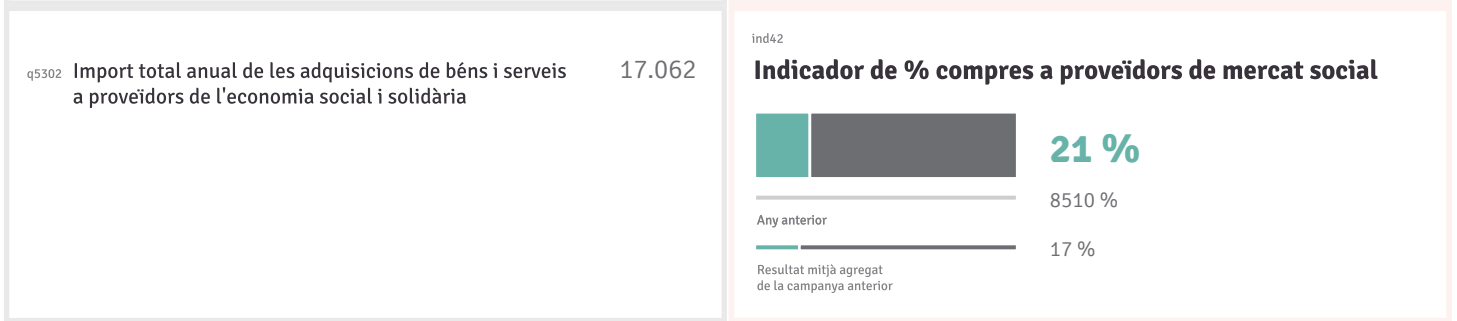 q5302 Import total anual de les adquisicions de béns i serveis 17.062
a proveïdors de l'economia social i solidària
ind42
Indicador de % compres a proveïdors de mercat social
21 %
8510 %
Any anterior
17 %
Resultat mitjà agregat
de la campanya anterior